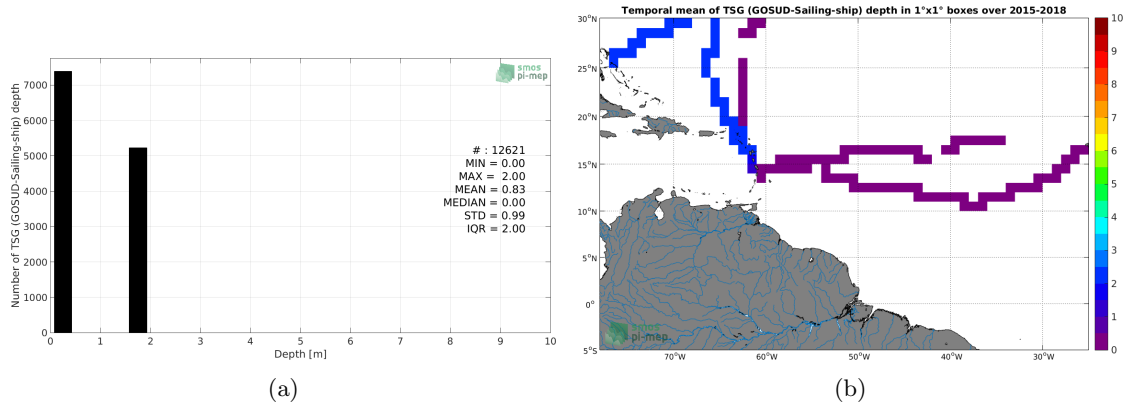 7000
6000
5000
4000
3000
2000
1000
0
Number of TSG (GOSUD-Sailing-ship) depth
0 1 2 3 4 5 6 7 8 9 10
Depth [m]
smos
pi-mep
# : 12621
MIN = 0.00
MAX = 2.00
MEAN = 0.83
MEDIAN = 0.00
STD = 0.99
IQR = 2.00
(a)
Temporal mean of TSG (GOSUD-Sailing-ship) depth in 1°x1° boxes over 2015-2018
30°N
25°N
20°N
15°N
10°N
5°N
0°
5°S
70°W 60°W 50°W 40°W 30°W
smos
pi-mep
10
9
8
7
6
5
4
3
2
1
0
(b)